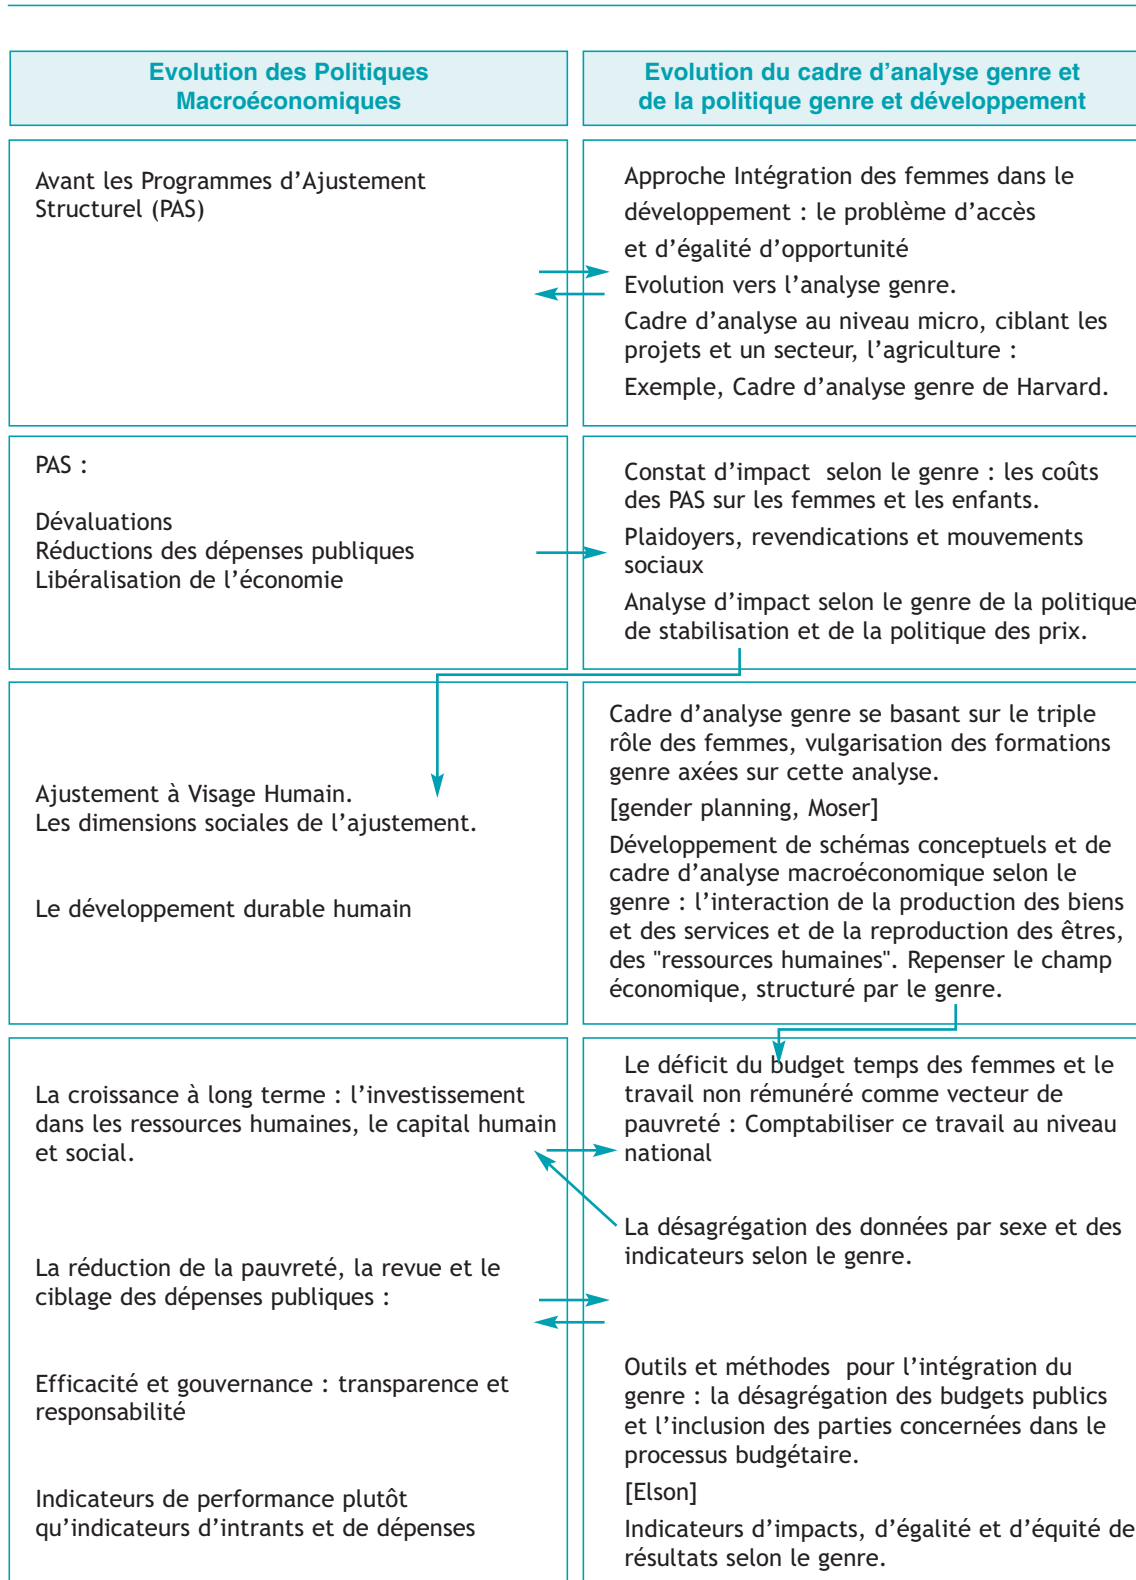 Evolution des Politiques
Macroéconomiques
Evolution du cadre d’analyse genre et
de la politique genre et développement
Avant les Programmes d’Ajustement
Structurel (PAS)
Approche Intégration des femmes dans le
développement : le problème d’accès
et d’égalité d’opportunité
Evolution vers l’analyse genre.
Cadre d’analyse au niveau micro, ciblant les
projets et un secteur, l’agriculture :
Exemple, Cadre d’analyse genre de Harvard.
PAS :
Dévaluations
Réductions des dépenses publiques
Libéralisation de l’économie
Constat d’impact  selon le genre : les coûts
des PAS sur les femmes et les enfants.
Plaidoyers, revendications et mouvements
sociaux
Analyse d’impact selon le genre de la politique
de stabilisation et de la politique des prix.
Ajustement à Visage Humain.
Les dimensions sociales de l’ajustement.
Le développement durable humain
Cadre d’analyse genre se basant sur le triple
rôle des femmes, vulgarisation des formations
genre axées sur cette analyse.
[gender planning, Moser]
Développement de schémas conceptuels et de
cadre d’analyse macroéconomique selon le
genre : l’interaction de la production des biens
et des services et de la reproduction des êtres,
des "ressources humaines". Repenser le champ
économique, structuré par le genre.
La croissance à long terme : l’investissement
dans les ressources humaines, le capital humain
et social.
La réduction de la pauvreté, la revue et le
ciblage des dépenses publiques :
Efficacité et gouvernance : transparence et
responsabilité
Indicateurs de performance plutôt
qu’indicateurs d’intrants et de dépenses
Le déficit du budget temps des femmes et le
travail non rémunéré comme vecteur de
pauvreté : Comptabiliser ce travail au niveau
national
La désagrégation des données par sexe et des
indicateurs selon le genre.
Outils et méthodes  pour l’intégration du
genre : la désagrégation des budgets publics
et l’inclusion des parties concernées dans le
processus budgétaire.
[Elson]
Indicateurs d’impacts, d’égalité et d’équité de
résultats selon le genre.